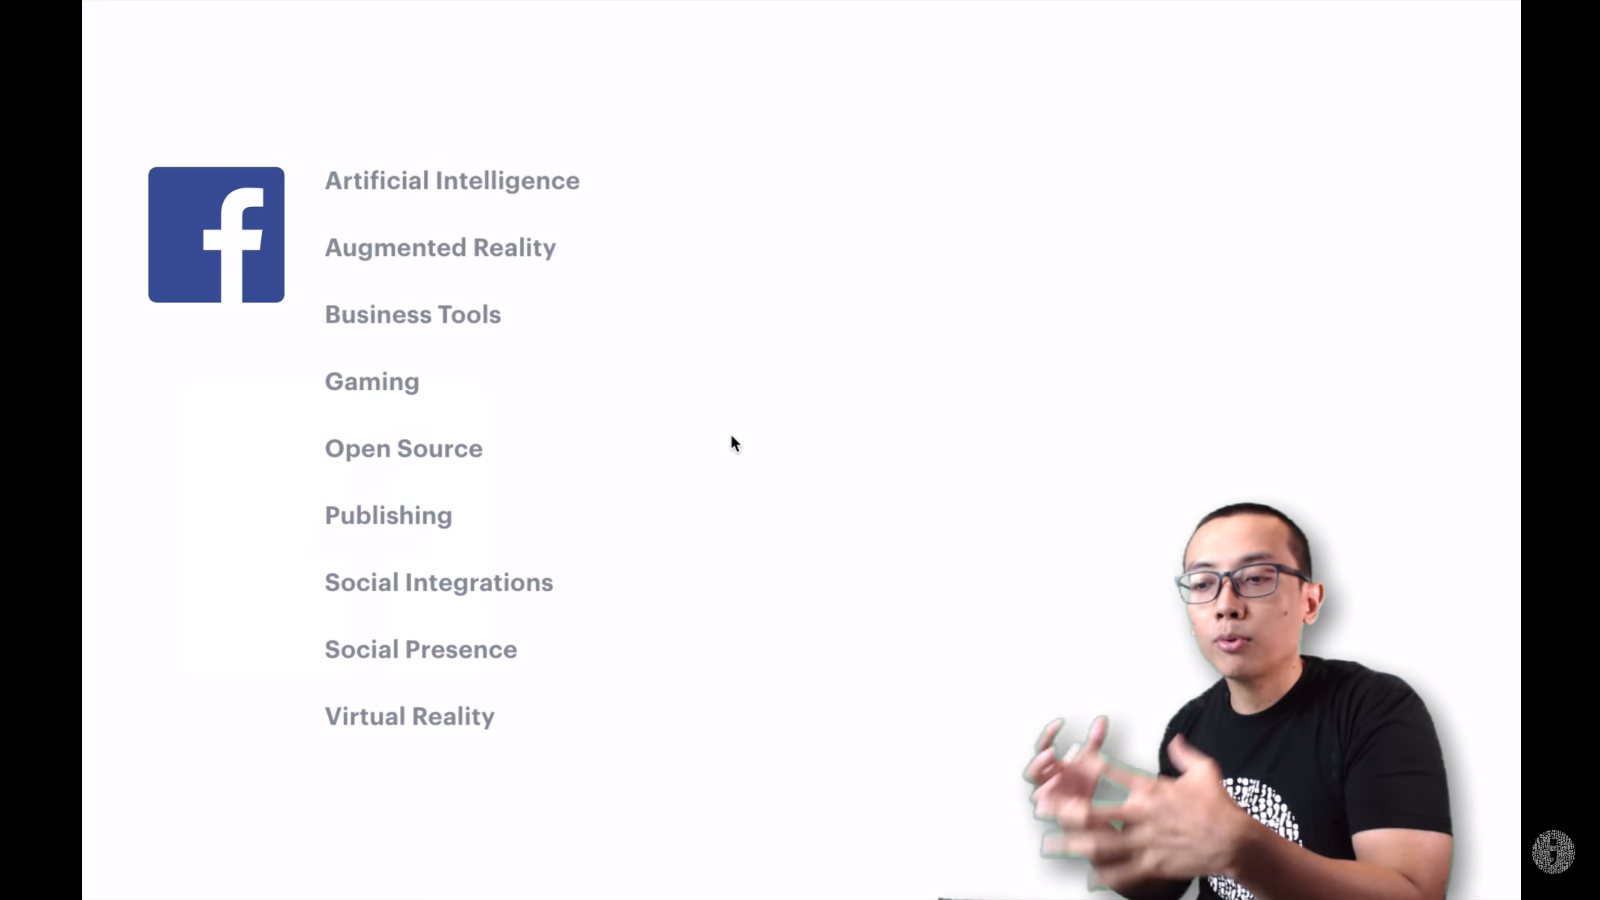 Artificial Intelligence
Augmented Reality
Business Tools
Gaming
Open Source
Publishing
Social Integrations
Social Presence
Virtual Reality